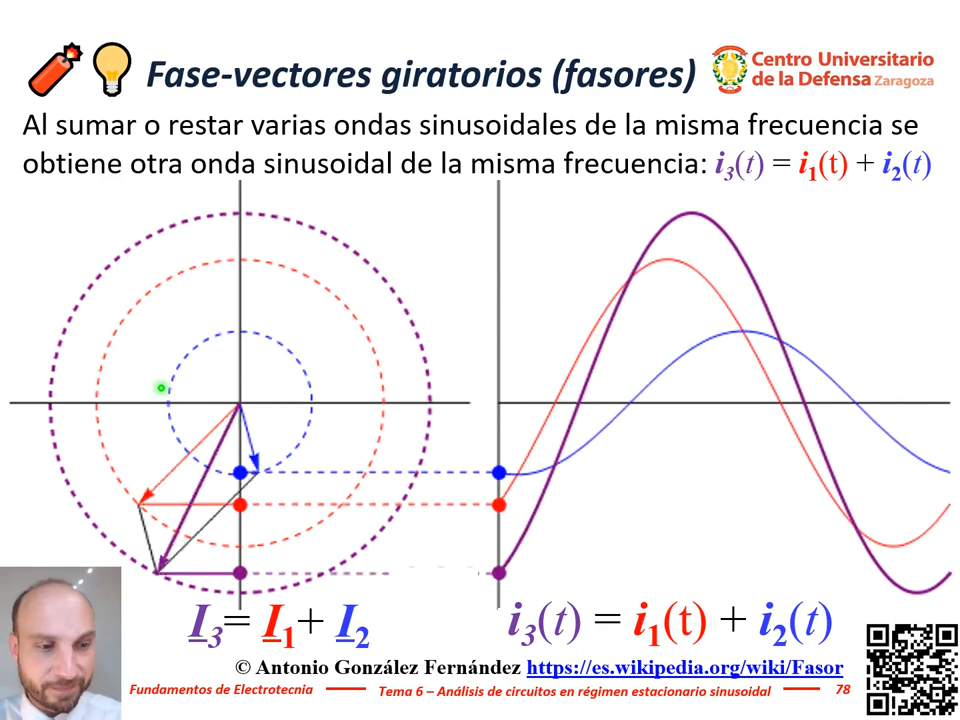 Fase-vectores giratorios (fasores)
Centro Universitario
de la Defensa Zaragoza
Al sumar o restar varias ondas sinusoidales de la misma frecuencia se
obtiene otra onda sinusoidal de la misma frecuencia: i3(t) = i1(t) + i2(t)
I3= I1+ I2
i3(t) = i1(t) + i2(t)
© Antonio González Fernández https://es.wikipedia.org/wiki/Fasor
Fundamentos de Electrotecnia
Tema 6 – Análisis de circuitos en régimen estacionario sinusoidal
78